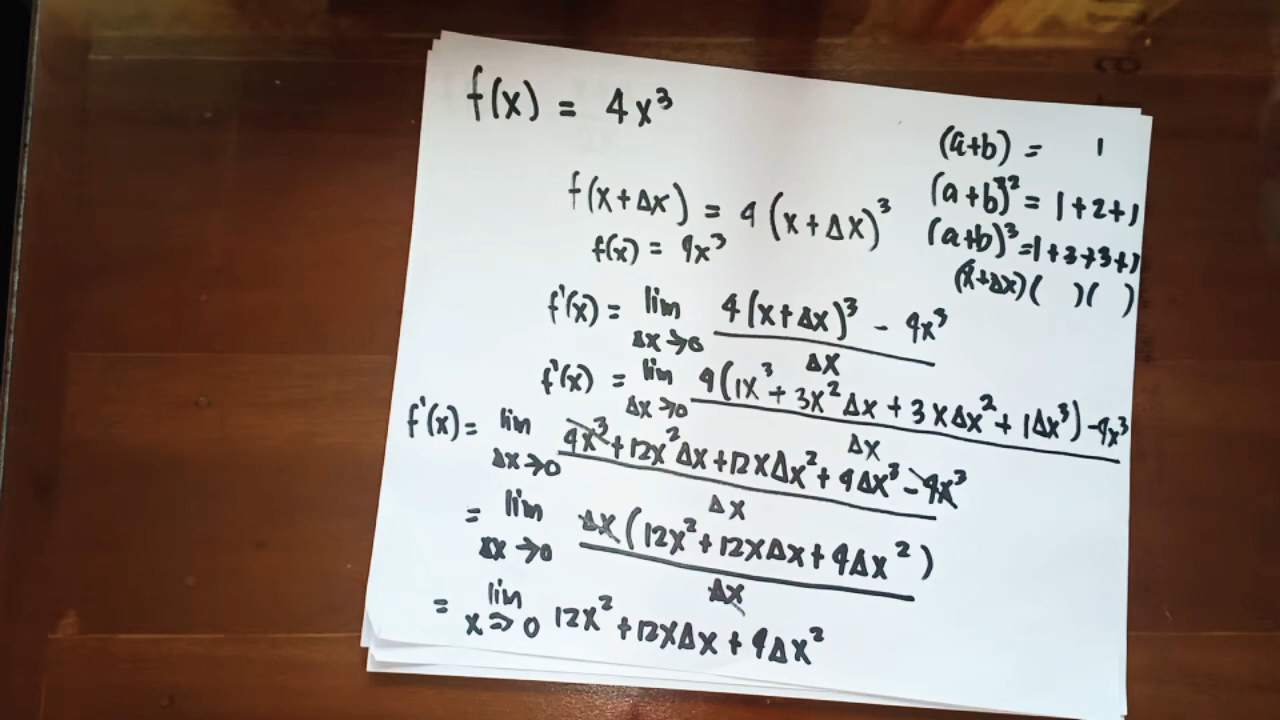 f(x) = 4x³
(a+b) = 1
(a+b)² = 1+2+1
(a+b)³ = 1+3+3+1
(x+Δx)( )( )
f(x+Δx) = 4(x+Δx)³
f(x) = 4x³
f'(x) = lim Δx→0 4(x+Δx)³ - 4x³ / Δx
f'(x) = lim Δx→0 4(1x³ + 3x²Δx + 3xΔx² + 1Δx³) - 4x³ / Δx
f'(x) = lim Δx→0 4x³ + 12x²Δx + 12xΔx² + 4Δx³ - 4x³ / Δx
= lim Δx→0 Δx(12x² + 12xΔx + 4Δx²) / Δx
= lim x→0 12x² + 12xΔx + 4Δx²